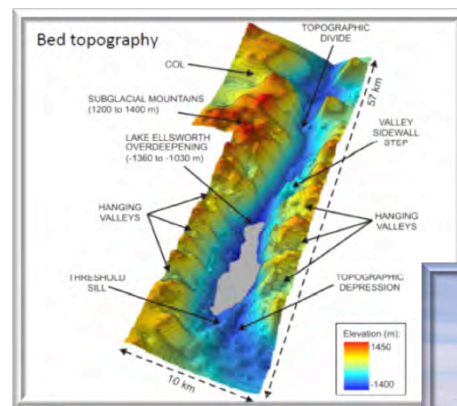 Bed topography
TOPOGRAPHIC
DIVIDE
COL
SUBGLACIAL MOUNTAINS
(1200 to 1400 m)
57 km
VALLEY
SIDEWALL
STEP
LAKE ELLSWORTH
OVERDEEPENING
(-1360 to -1030 m)
HANGING
VALLEYS
HANGING
VALLEYS
THRESHOLD
SILL
TOPOGRAPHIC
DEPRESSION
Elevation (m):
1450
-1400
10 km